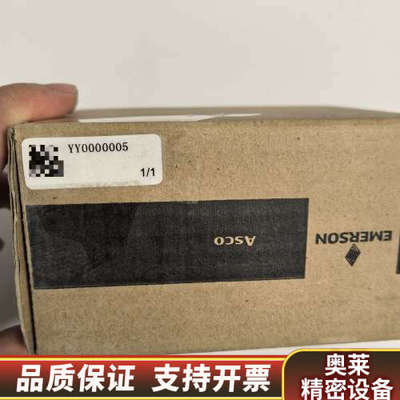 YY0000005
1/1
Asco
EMERSON
品质保证 支持开票
奥莱
精密设备